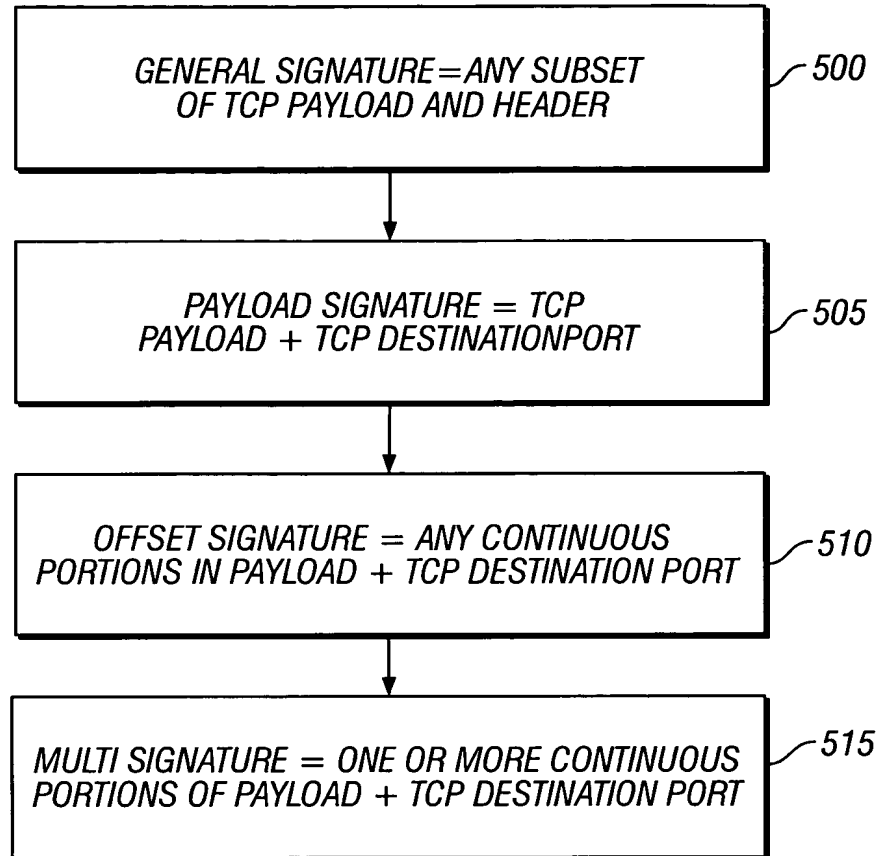 GENERAL SIGNATURE=ANY SUBSET
OF TCP PAYLOAD AND HEADER
500
PAYLOAD SIGNATURE = TCP
PAYLOAD + TCP DESTINATIONPORT
505
OFFSET SIGNATURE = ANY CONTINUOUS
PORTIONS IN PAYLOAD + TCP DESTINATION PORT
510
MULTI SIGNATURE = ONE OR MORE CONTINUOUS
PORTIONS OF PAYLOAD + TCP DESTINATION PORT
515